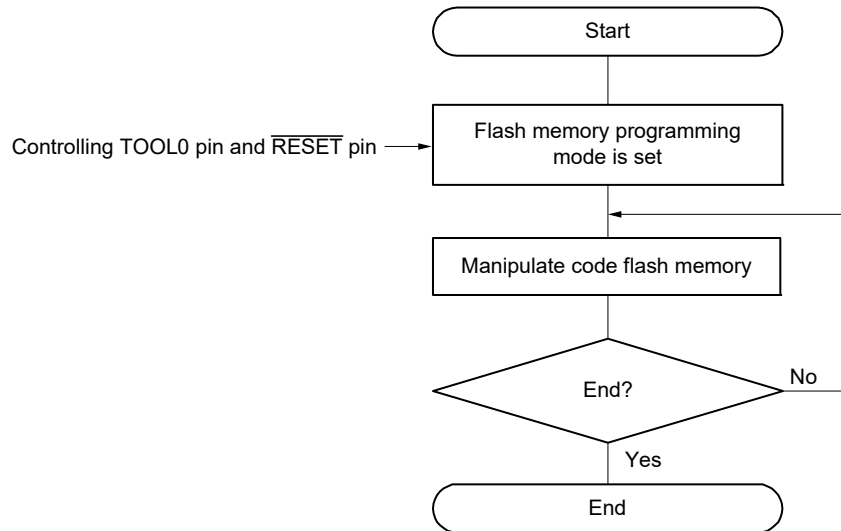 Start
Controlling TOOL0 pin and R̅E̅S̅E̅T̅ pin
Flash memory programming
mode is set
Manipulate code flash memory
End?
No
Yes
End